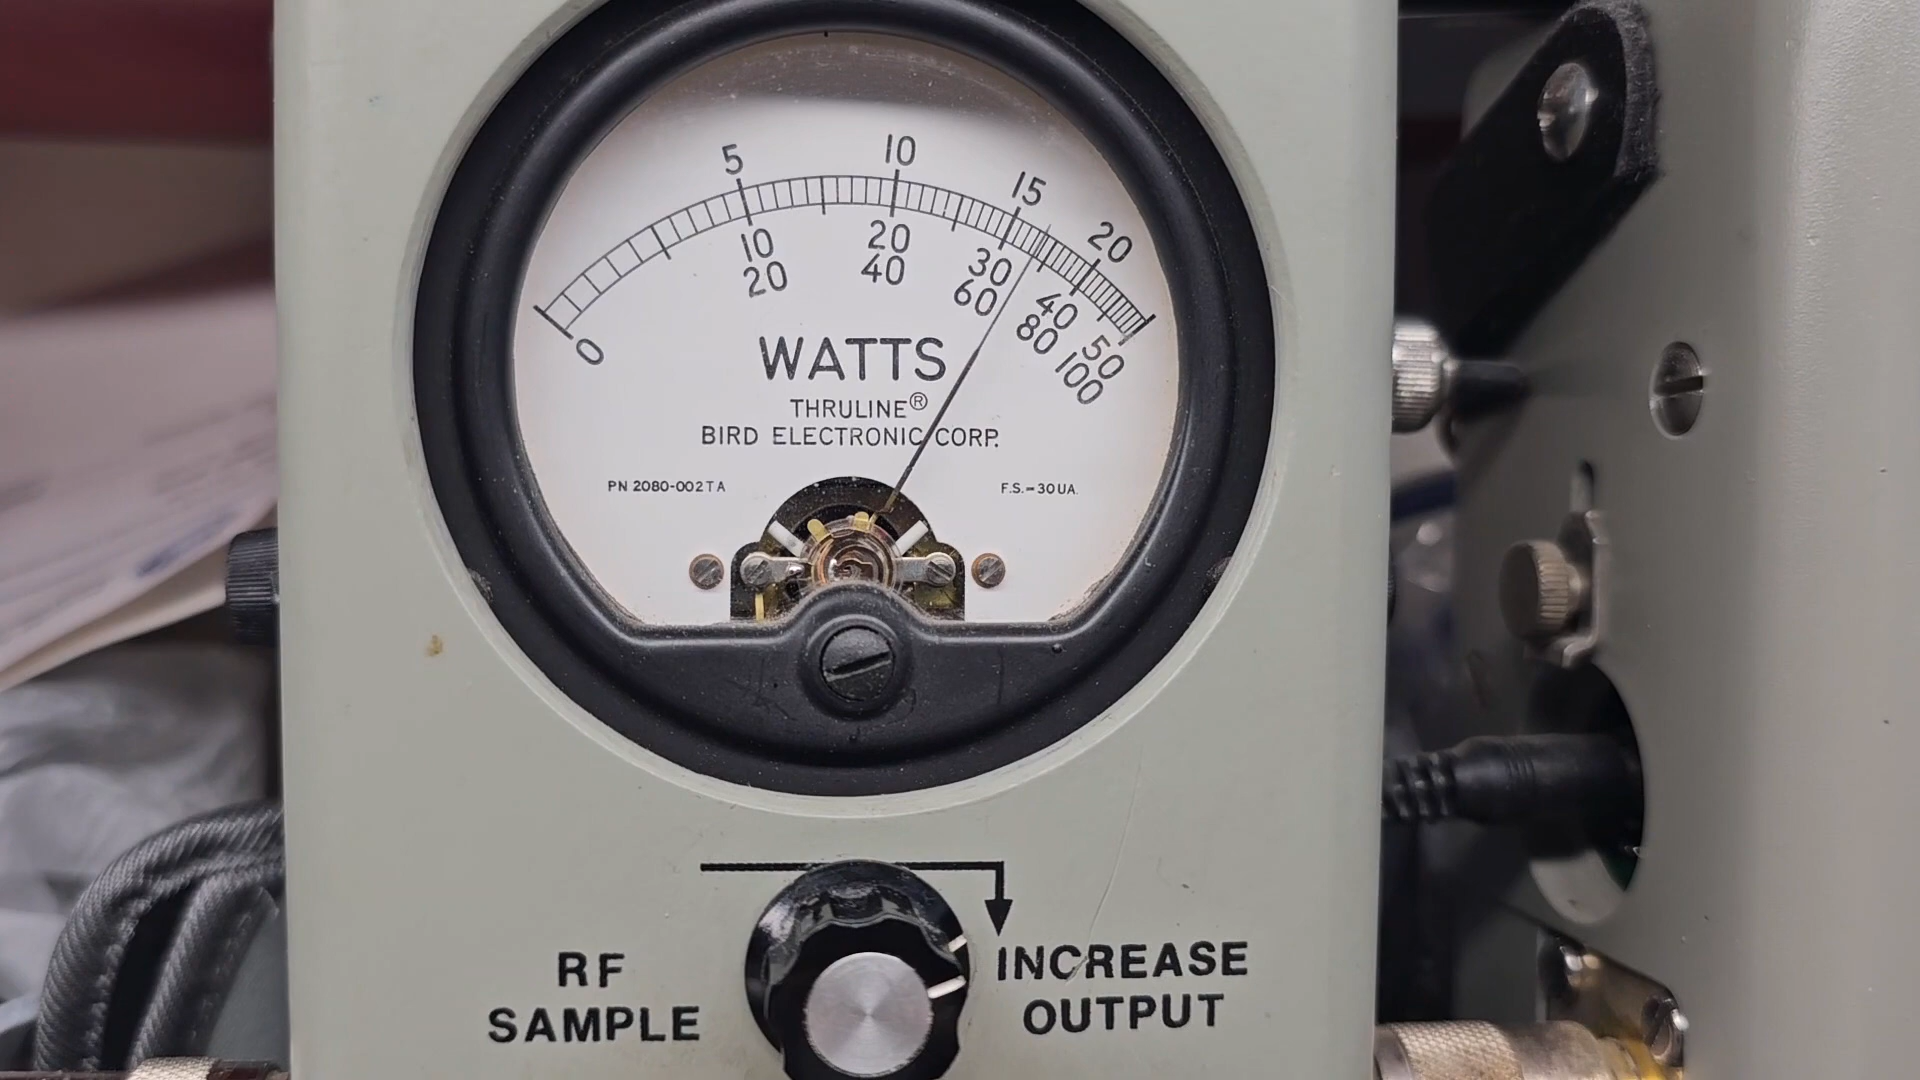 5 10 15 20
0 10 20 30 40 50
20 40 60 80 100
WATTS
THRULINE®
BIRD ELECTRONIC CORP.
PN 2080-002TA
F.S.=30UA.
RF
SAMPLE
INCREASE
OUTPUT